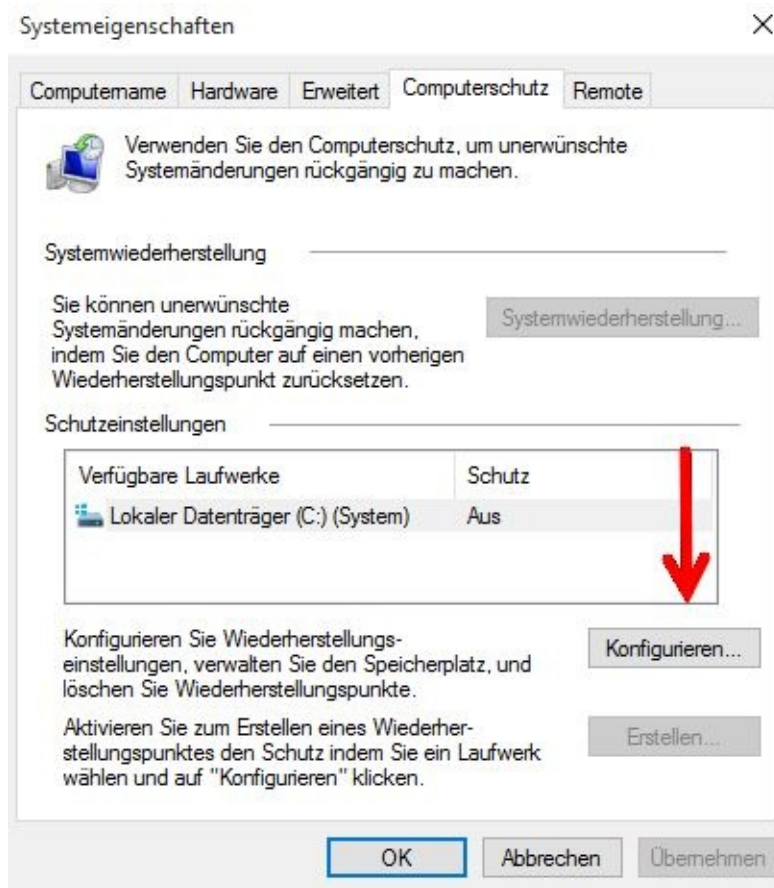 Systemeigenschaften
Computername Hardware Erweitert Computerschutz Remote
Verwenden Sie den Computerschutz, um unerwünschte
Systemänderungen rückgängig zu machen.
Systemwiederherstellung
Sie können unerwünschte
Systemänderungen rückgängig machen,
indem Sie den Computer auf einen vorherigen
Wiederherstellungspunkt zurücksetzen.
Systemwiederherstellung...
Schutzeinstellungen
Verfügbare Laufwerke Schutz
Lokaler Datenträger (C:) (System) Aus
Konfigurieren Sie Wiederherstellungs-
einstellungen, verwalten Sie den Speicherplatz, und
löschen Sie Wiederherstellungspunkte.
Konfigurieren...
Aktivieren Sie zum Erstellen eines Wiederher-
stellungspunktes den Schutz indem Sie ein Laufwerk
wählen und auf "Konfigurieren" klicken.
Erstellen...
OK Abbrechen Übernehmen